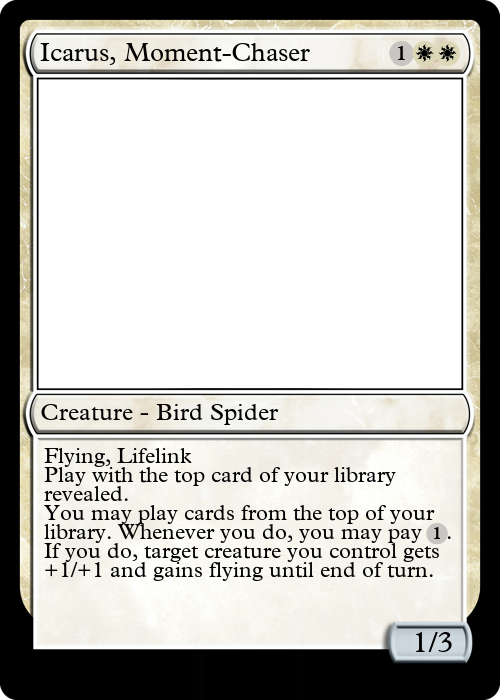 Icarus, Moment-Chaser 1
Creature - Bird Spider
Flying, Lifelink
Play with the top card of your library
revealed.
You may play cards from the top of your
library. Whenever you do, you may pay 1.
If you do, target creature you control gets
+1/+1 and gains flying until end of turn.
1/3